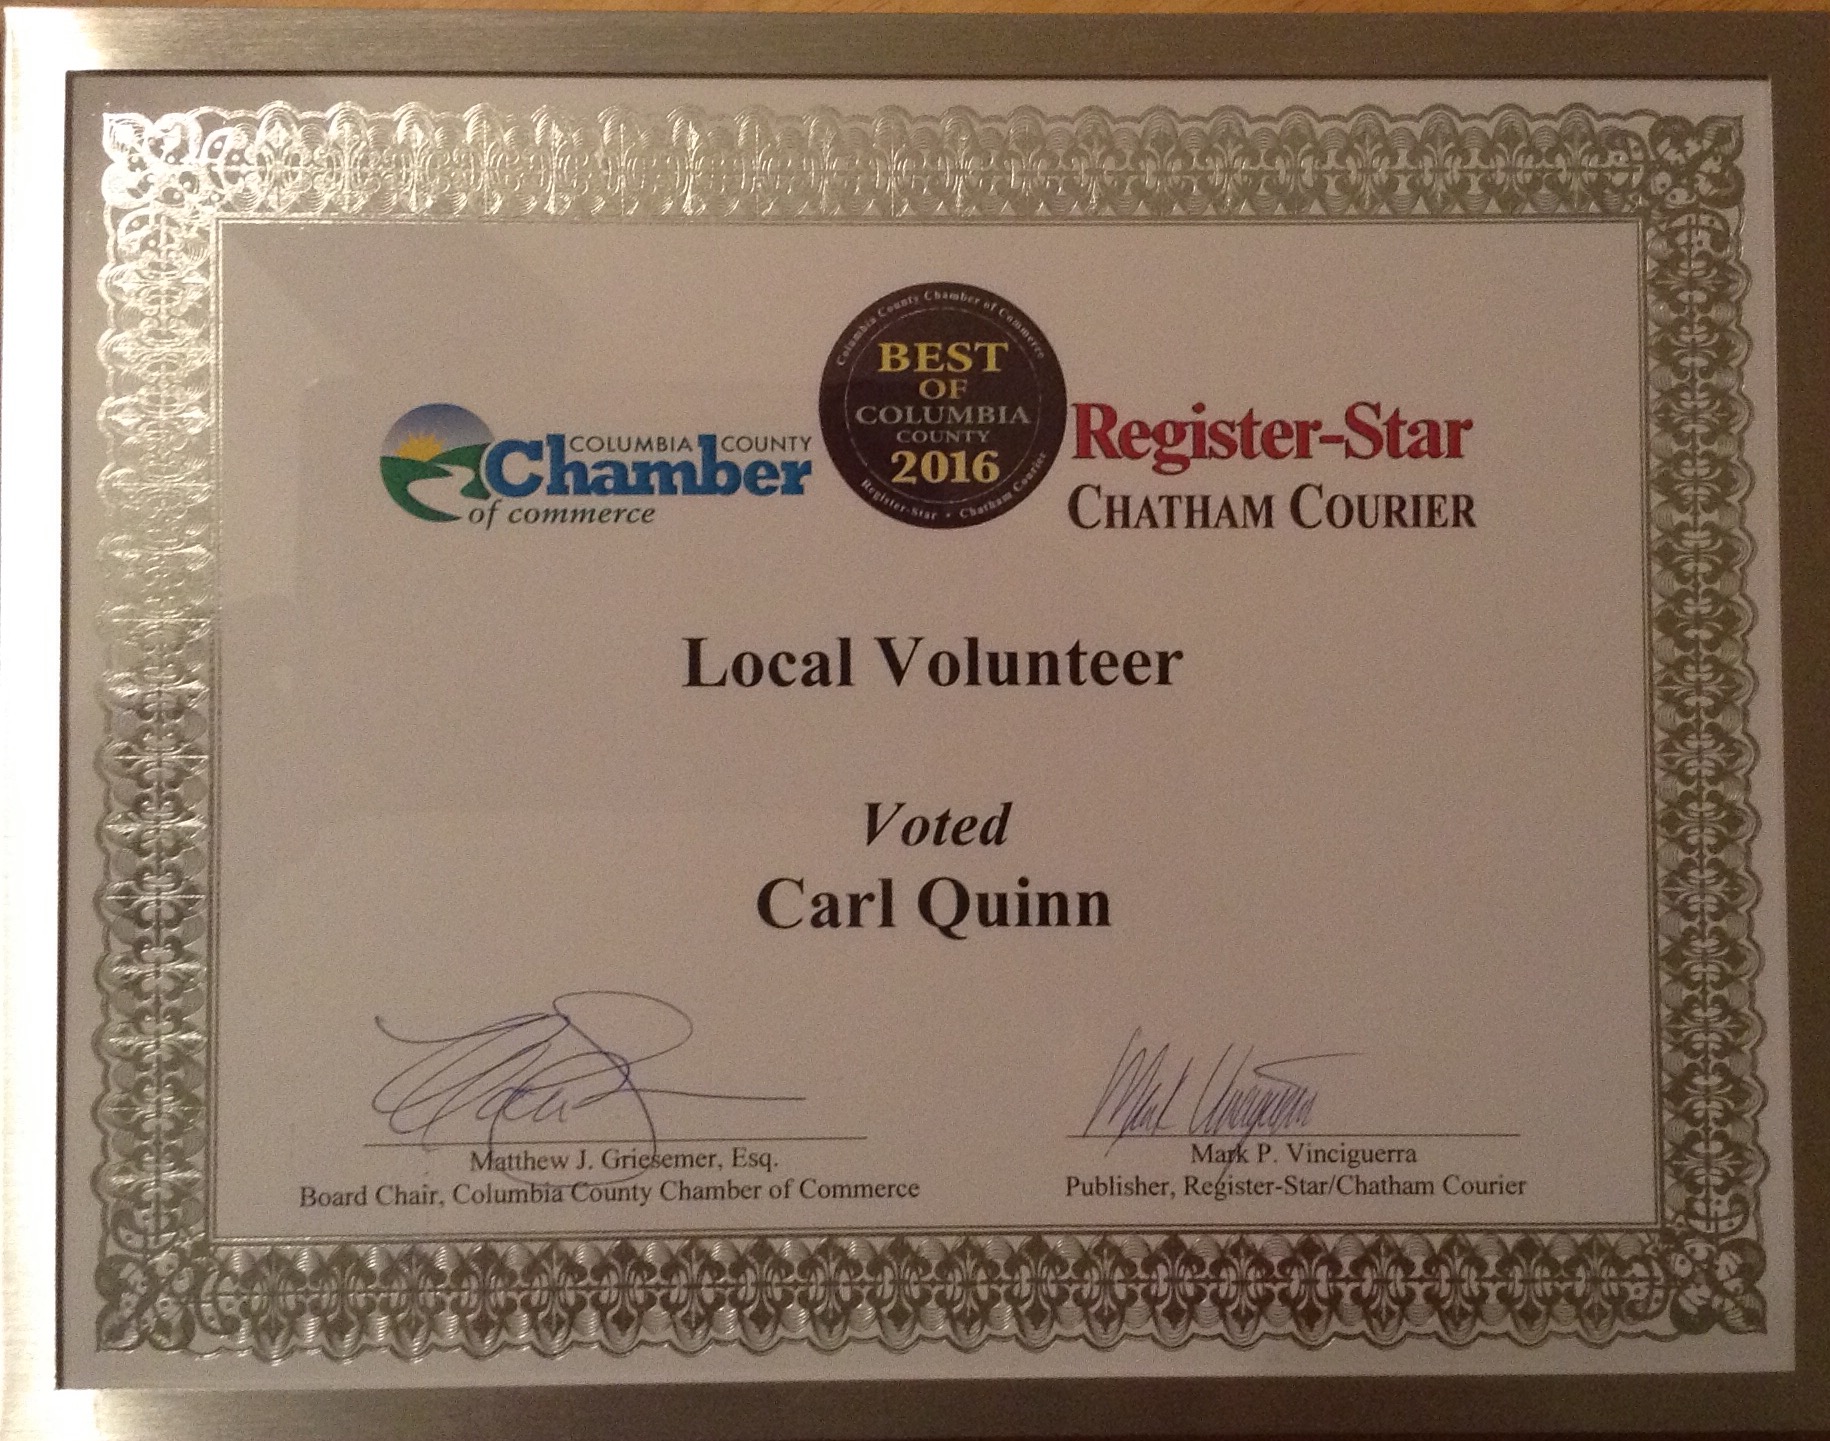 Columbia County Chamber of Commerce
BEST
OF
COLUMBIA
COUNTY
2016
Register-Star • Chatham Courier
COLUMBIA COUNTY
Chamber
of commerce
Register-Star
CHATHAM COURIER
Local Volunteer
Voted
Carl Quinn
Matthew J. Griesemer, Esq.
Board Chair, Columbia County Chamber of Commerce
Mark P. Vinciguerra
Publisher, Register-Star/Chatham Courier